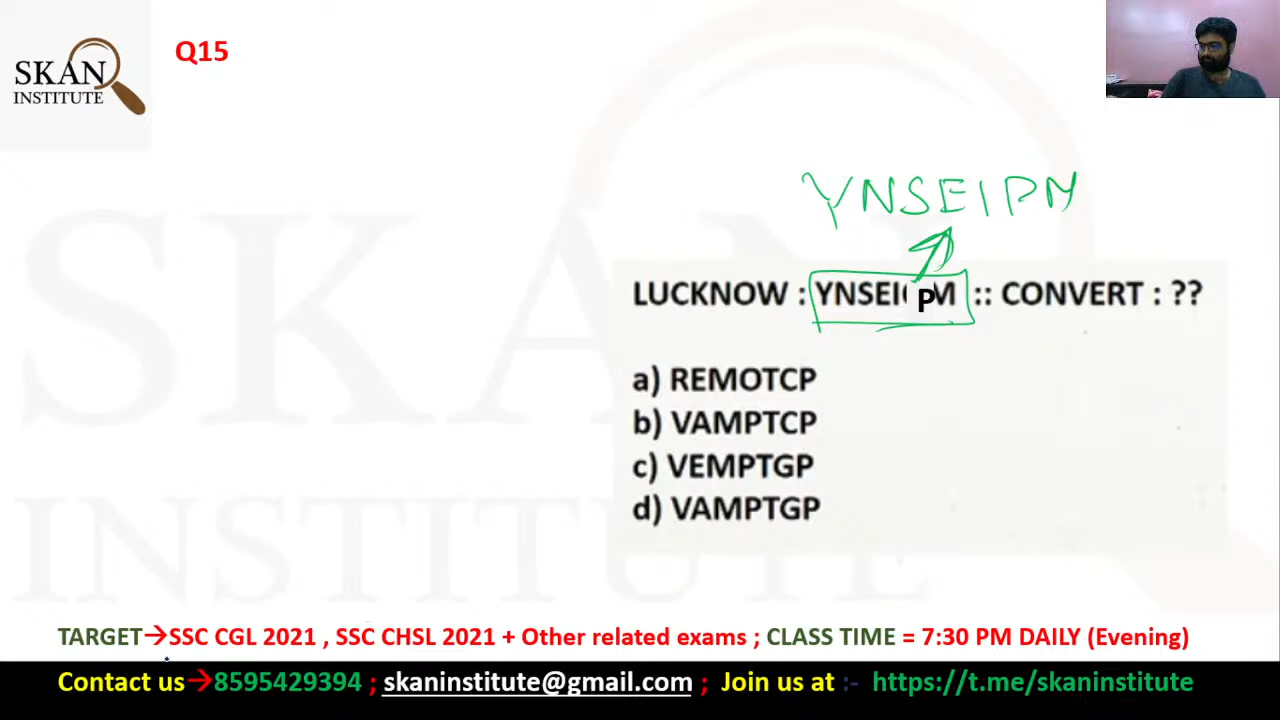 SKAN
INSTITUTE
Q15
YNSEIPM
LUCKNOW : YNSEIPM :: CONVERT : ??
a) REMOTCP
b) VAMPTCP
c) VEMPTGP
d) VAMPTGP
SKAN
INSTITUTE
TARGET→SSC CGL 2021 , SSC CHSL 2021 + Other related exams ; CLASS TIME = 7:30 PM DAILY (Evening)
Contact us→8595429394 ; skaninstitute@gmail.com ; Join us at :- https://t.me/skaninstitute